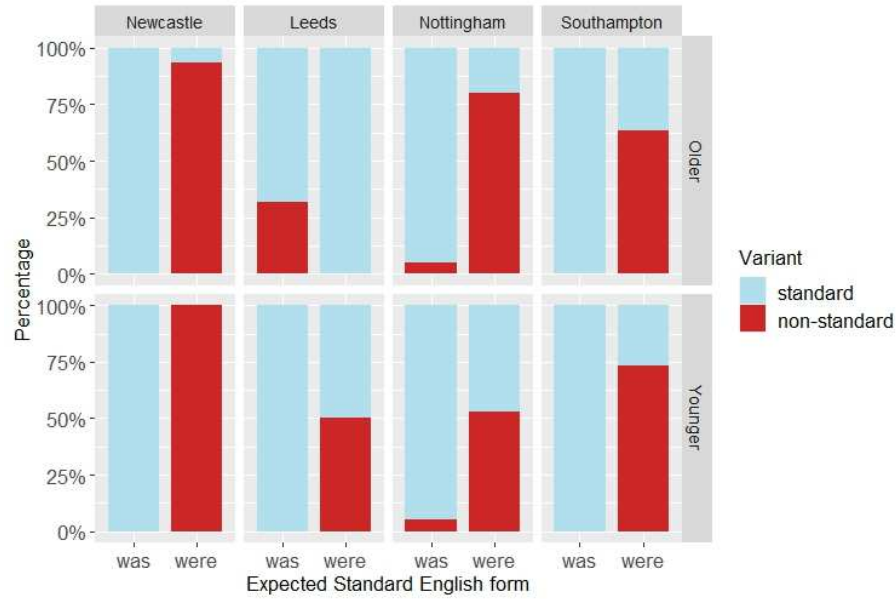 Newcastle Leeds Nottingham Southampton
100%
75%
50%
25%
0%
Older
100%
75%
50%
25%
0%
Younger
Percentage
was were was were was were was were
Expected Standard English form
Variant
standard
non-standard